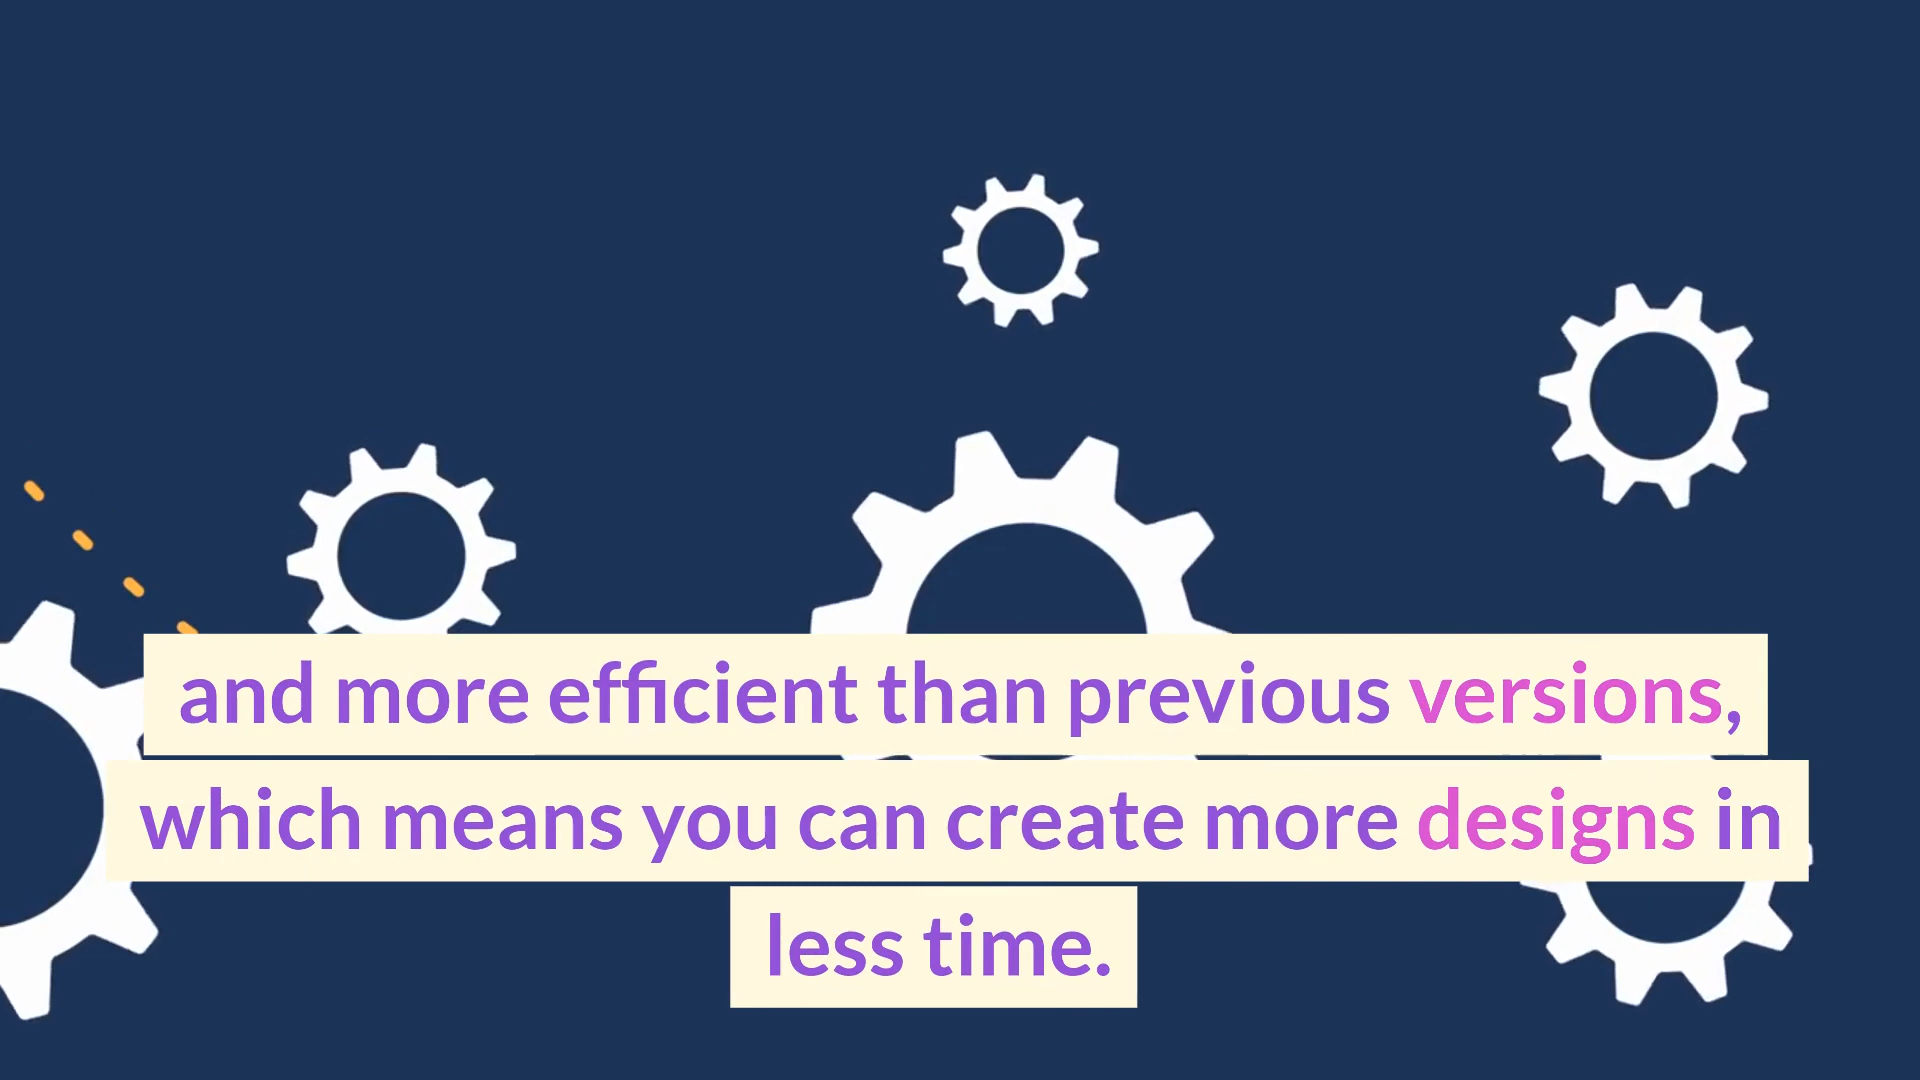 and more efficient than previous versions,
which means you can create more designs in
less time.